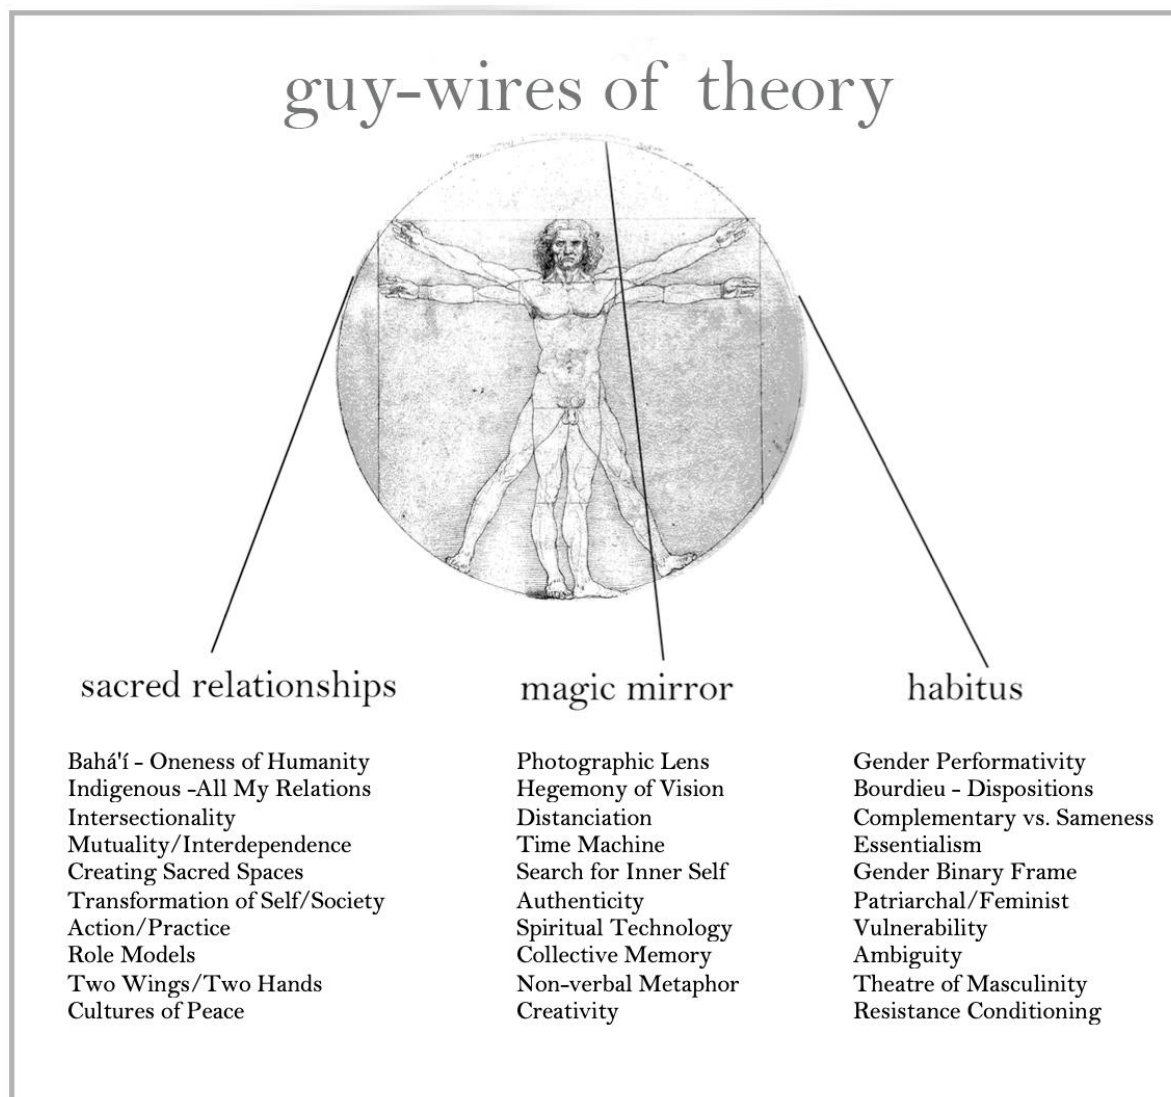 guy-wires of theory
sacred relationships
Bahá'í - Oneness of Humanity
Indigenous -All My Relations
Intersectionality
Mutuality/Interdependence
Creating Sacred Spaces
Transformation of Self/Society
Action/Practice
Role Models
Two Wings/Two Hands
Cultures of Peace
magic mirror
Photographic Lens
Hegemony of Vision
Distanciation
Time Machine
Search for Inner Self
Authenticity
Spiritual Technology
Collective Memory
Non-verbal Metaphor
Creativity
habitus
Gender Performativity
Bourdieu - Dispositions
Complementary vs. Sameness
Essentialism
Gender Binary Frame
Patriarchal/Feminist
Vulnerability
Ambiguity
Theatre of Masculinity
Resistance Conditioning